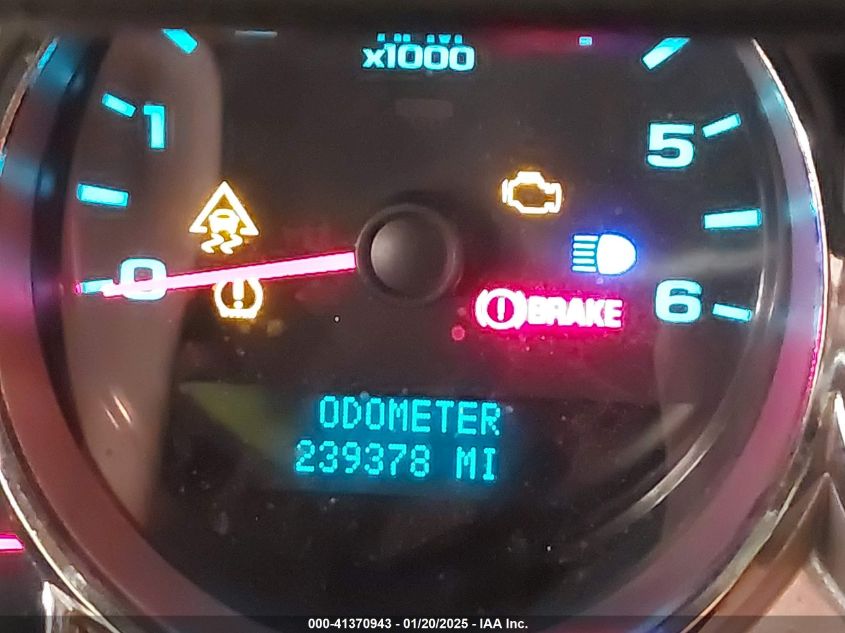 x1000
1
5
0
6
BRAKE
ODOMETER
239378 MI
000-41370943 - 01/20/2025 - IAA Inc.